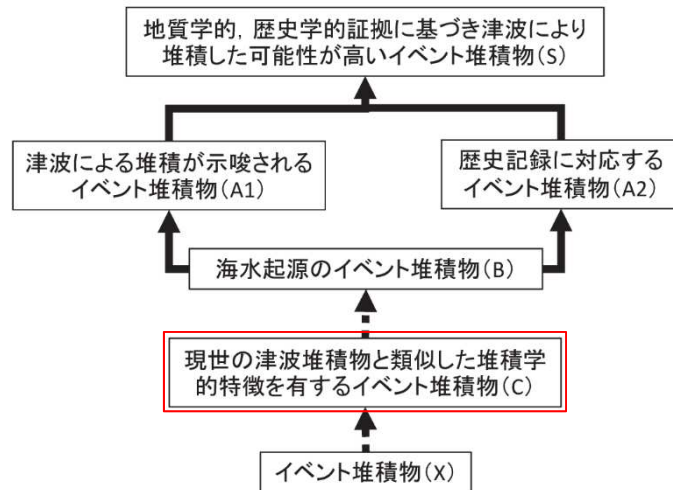 地質学的，歴史学的証拠に基づき津波により
堆積した可能性が高いイベント堆積物(S)
津波による堆積が示唆される
イベント堆積物(A1)
歴史記録に対応する
イベント堆積物(A2)
海水起源のイベント堆積物(B)
現世の津波堆積物と類似した堆積学
的特徴を有するイベント堆積物(C)
イベント堆積物(X)